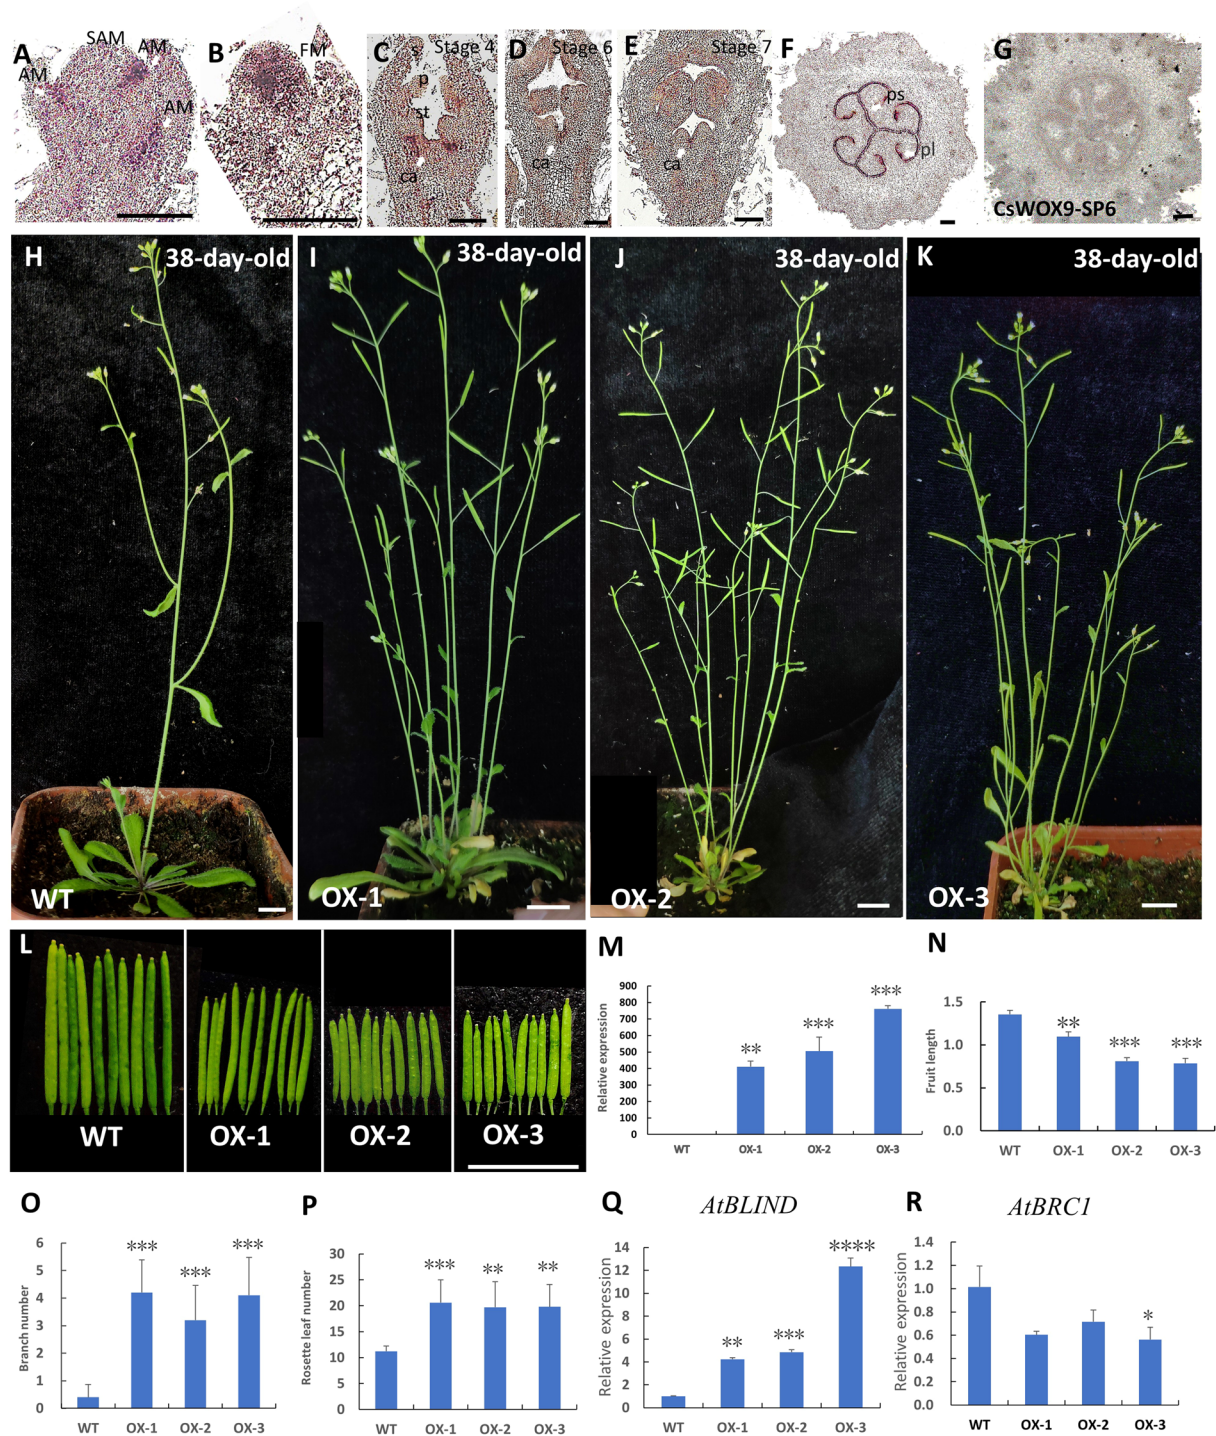 A
SAM
AM
AM
AM
B
FM
C
Stage 4
s
p
st
ca
D
Stage 6
ca
E
Stage 7
ca
F
ps
pl
G
CsWOX9-SP6
H
38-day-old
WT
I
38-day-old
OX-1
J
38-day-old
OX-2
K
38-day-old
OX-3
L
WT
OX-1
OX-2
OX-3
M
Relative expression
900
800
700
600
500
400
300
200
100
0
**
***
***
WT OX-1 OX-2 OX-3
N
Fruit length
1.5
1.0
0.5
0.0
**
***
***
WT OX-1 OX-2 OX-3
O
Branch number
6
5
4
3
2
1
0
***
***
***
WT OX-1 OX-2 OX-3
P
Rosette leaf number
30
25
20
15
10
5
0
***
**
**
WT OX-1 OX-2 OX-3
Q
AtBLIND
Relative expression
14
12
10
8
6
4
2
0
**
***
****
WT OX-1 OX-2 OX-3
R
AtBRC1
Relative expression
1.4
1.2
1.0
0.8
0.6
0.4
0.2
0.0
*
WT OX-1 OX-2 OX-3